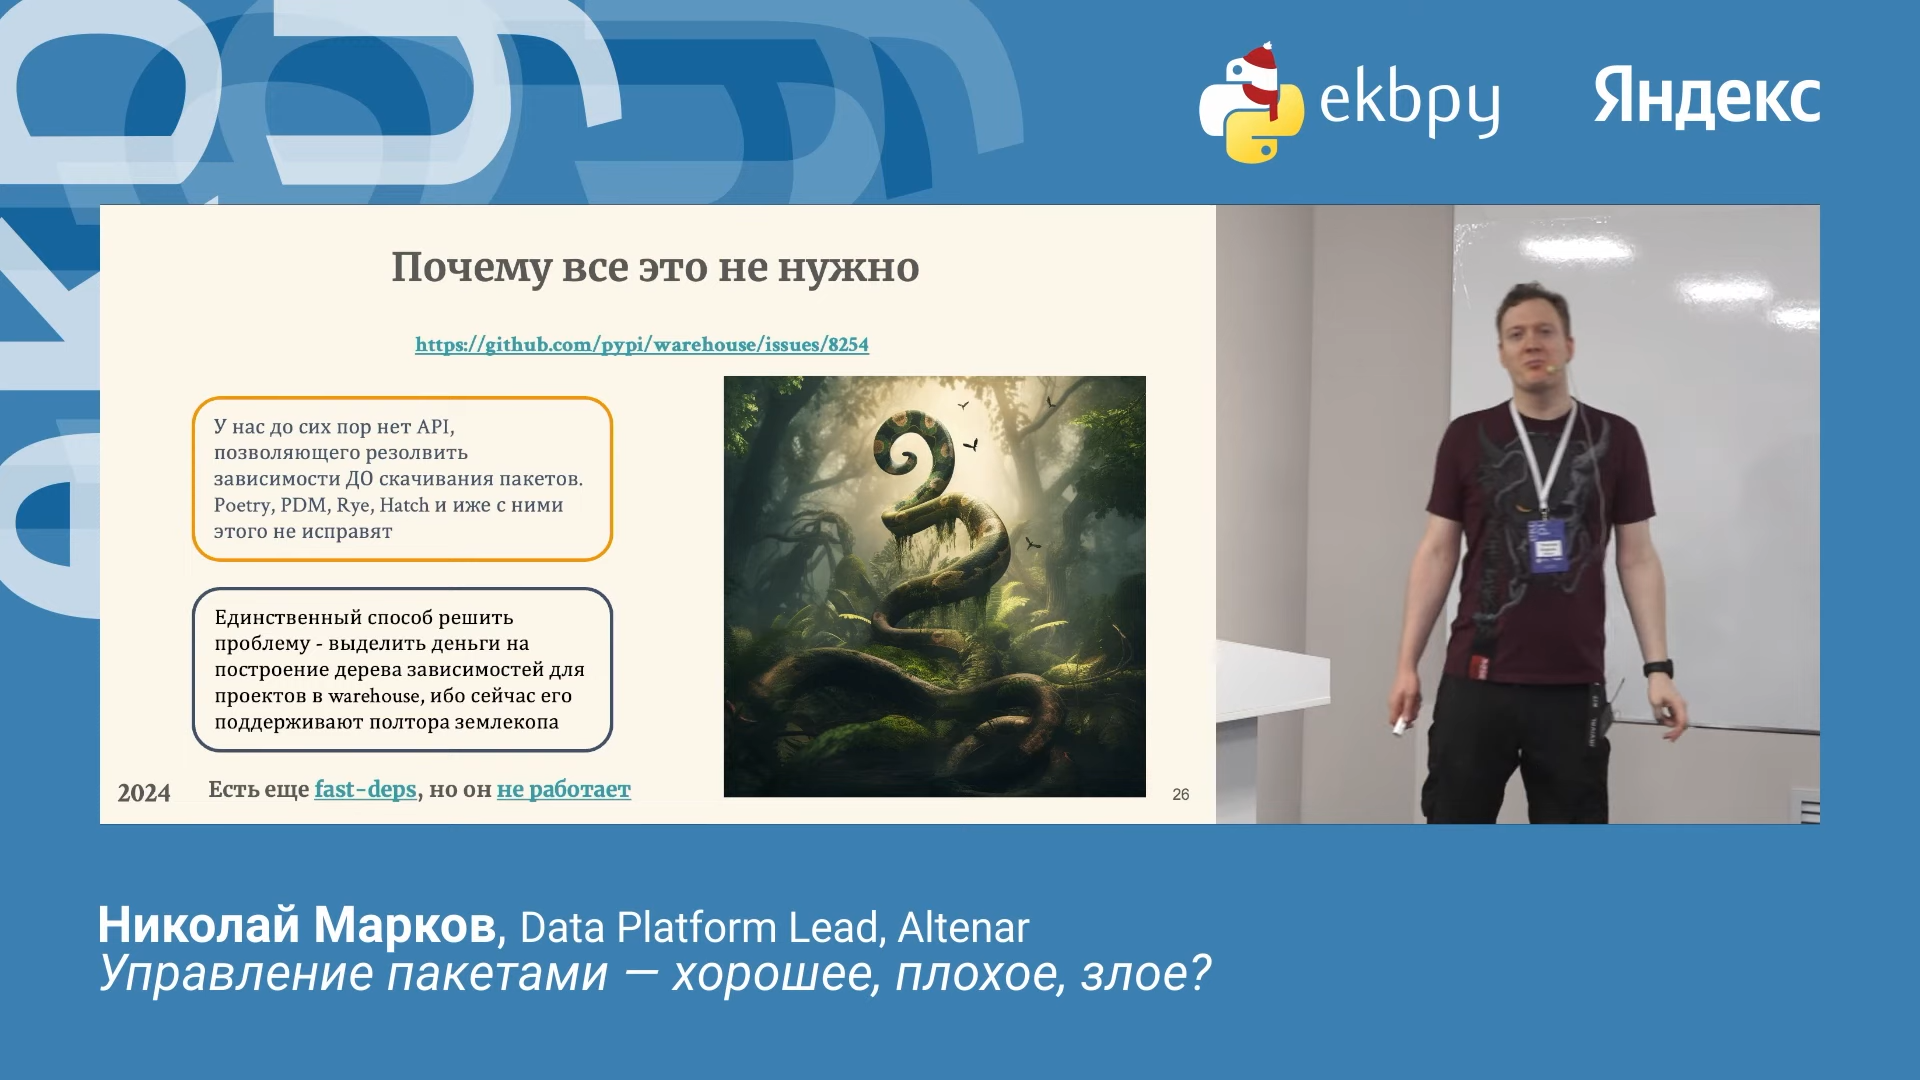 ekbpy
Яндекс
Почему все это не нужно
https://github.com/pypi/warehouse/issues/8254
У нас до сих пор нет API,
позволяющего резолвить
зависимости ДО скачивания пакетов.
Poetry, PDM, Rye, Hatch и иже с ними
этого не исправят
Единственный способ решить
проблему - выделить деньги на
построение дерева зависимостей для
проектов в warehouse, ибо сейчас его
поддерживают полтора землекопа
2024
Есть еще fast-deps, но он не работает
26
Николай Марков, Data Platform Lead, Altenar
Управление пакетами — хорошее, плохое, злое?